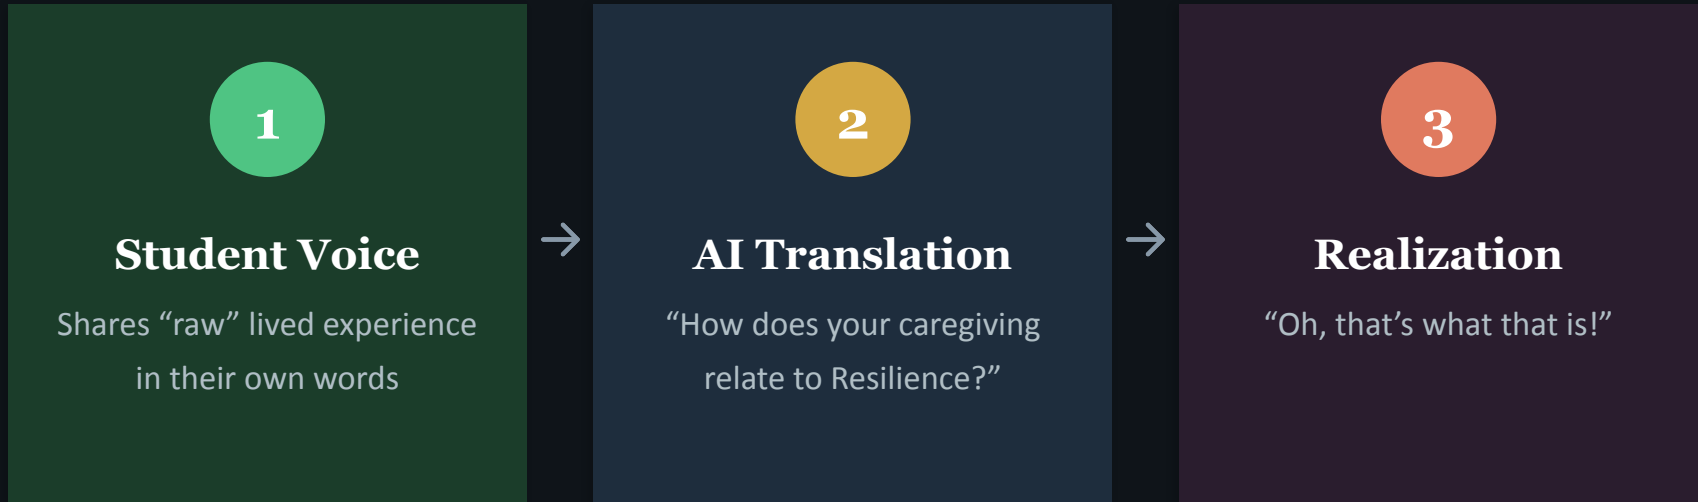 1
Student Voice
Shares “raw” lived experience
in their own words
2
AI Translation
“How does your caregiving
relate to Resilience?”
3
Realization
“Oh, that’s what that is!”